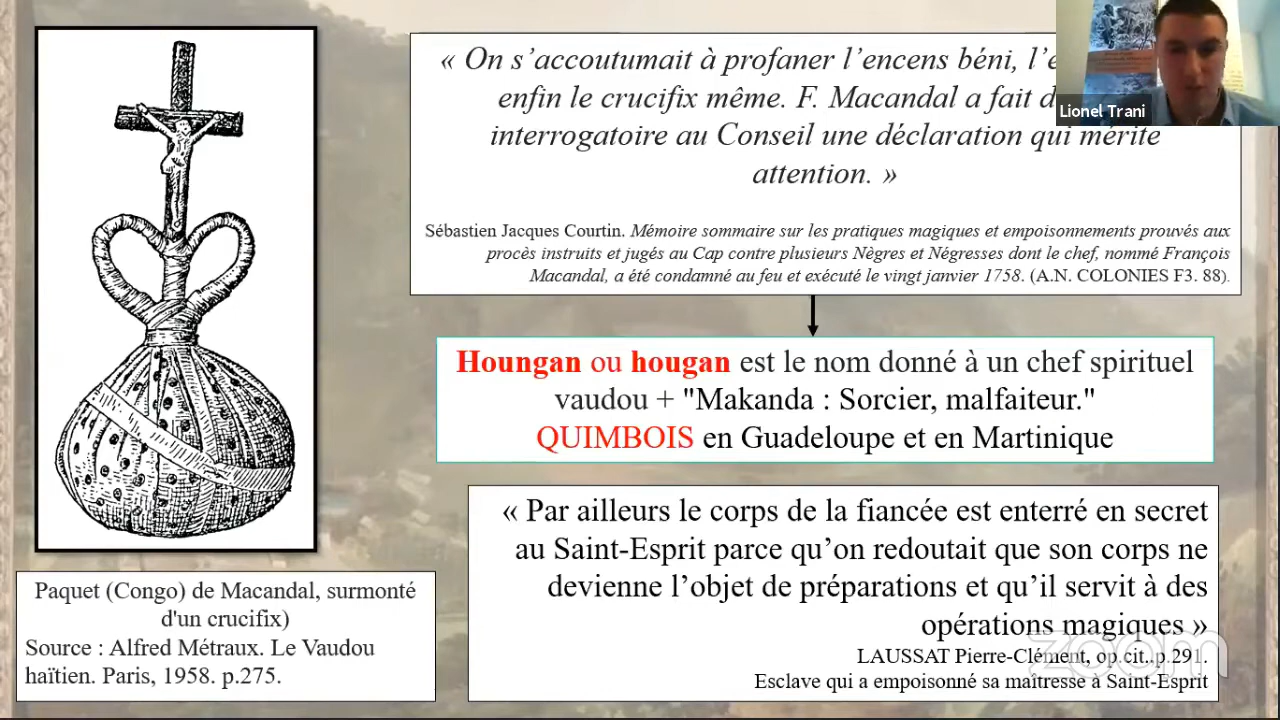 « On s’accoutumait à profaner l’encens béni, l’e
enfin le crucifix même. F. Macandal a fait d
interrogatoire au Conseil une déclaration qui mérite
attention. »
Sébastien Jacques Courtin. Mémoire sommaire sur les pratiques magiques et empoisonnements prouvés aux
procès instruits et jugés au Cap contre plusieurs Nègres et Négresses dont le chef, nommé François
Macandal, a été condamné au feu et exécuté le vingt janvier 1758. (A.N. COLONIES F3. 88).
Lionel Trani
Houngan ou hougan est le nom donné à un chef spirituel
vaudou + "Makanda : Sorcier, malfaiteur."
QUIMBOIS en Guadeloupe et en Martinique
« Par ailleurs le corps de la fiancée est enterré en secret
au Saint-Esprit parce qu’on redoutait que son corps ne
devienne l’objet de préparations et qu’il servit à des
opérations magiques »
LAUSSAT Pierre-Clément, op.cit..p.291.
Esclave qui a empoisonné sa maîtresse à Saint-Esprit
Paquet (Congo) de Macandal, surmonté
d'un crucifix)
Source : Alfred Métraux. Le Vaudou
haïtien. Paris, 1958. p.275.
zoom